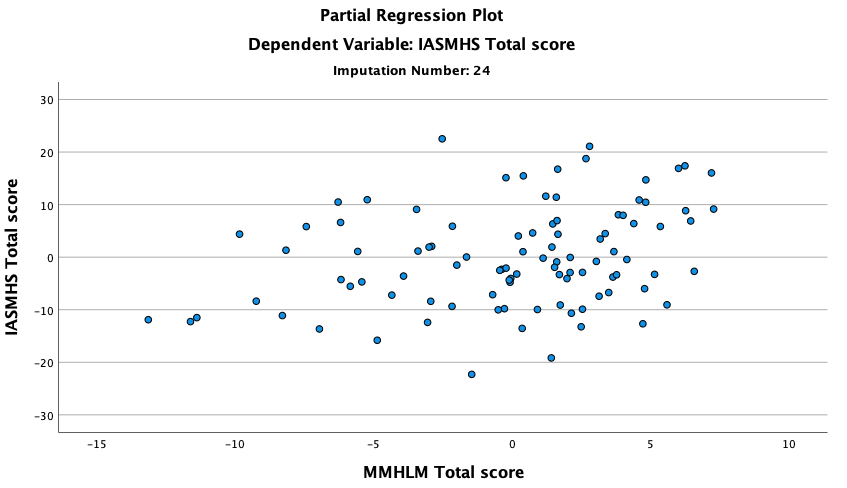 Partial Regression Plot
Dependent Variable: IASMHS Total score
Imputation Number: 24
IASMHS Total score
30
20
10
0
-10
-20
-30
-15
-10
-5
0
5
10
MMHLM Total score